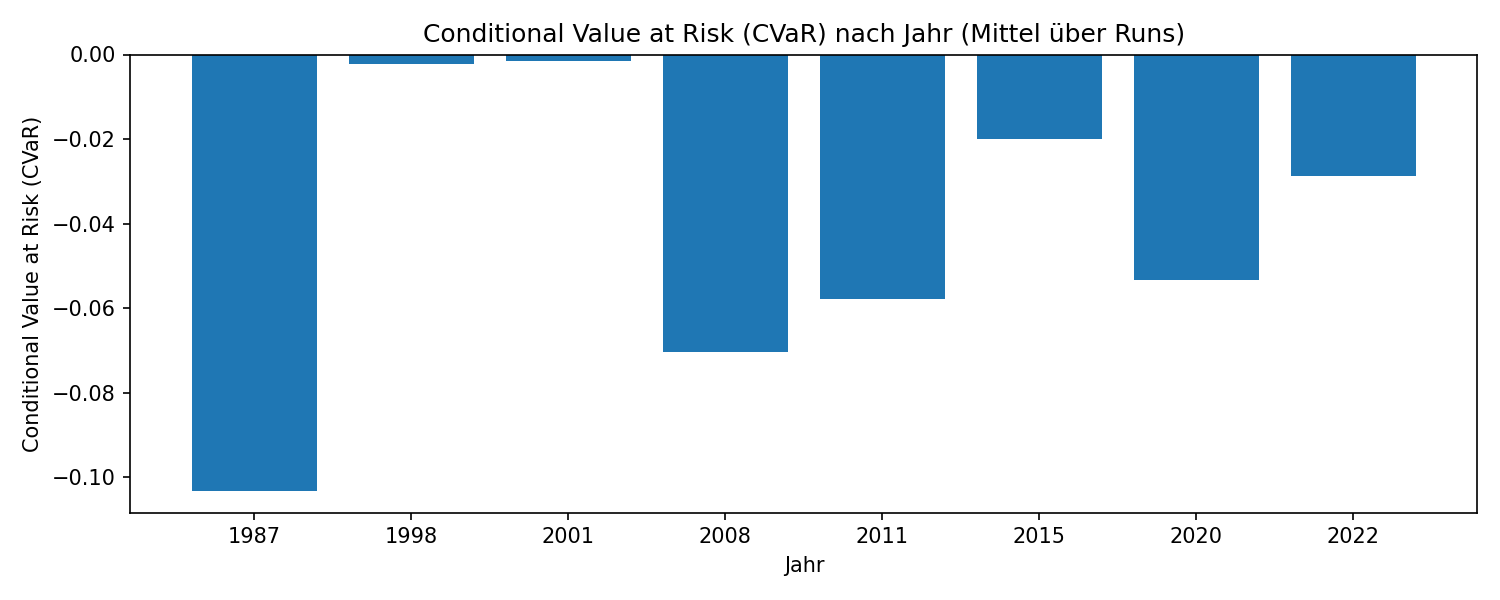 Conditional Value at Risk (CVaR) nach Jahr (Mittel über Runs)
Conditional Value at Risk (CVaR)
0.00
−0.02
−0.04
−0.06
−0.08
−0.10
1987 1998 2001 2008 2011 2015 2020 2022
Jahr